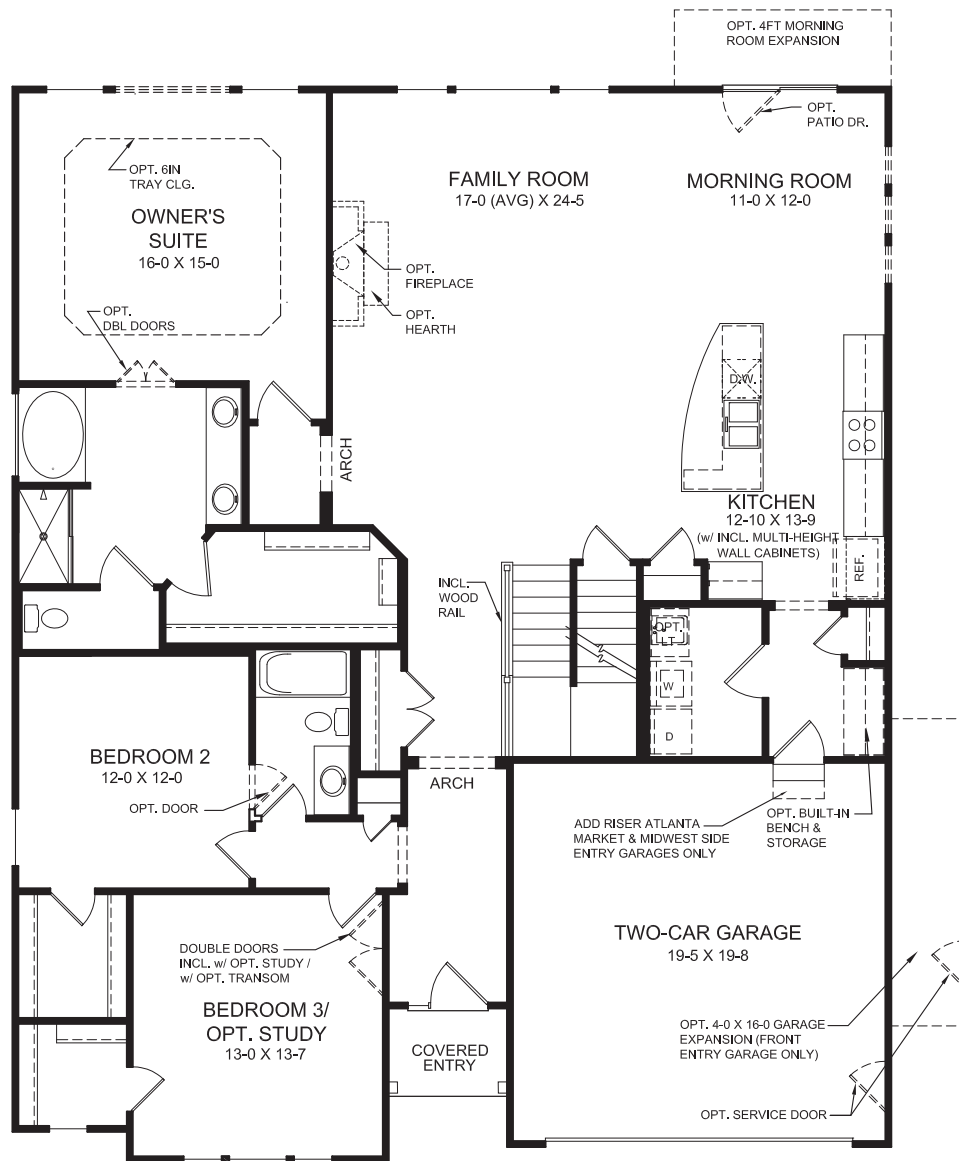 OPT. 4FT MORNING
ROOM EXPANSION
OPT.
PATIO DR.
OPT. 6IN
TRAY CLG.
OWNER'S
SUITE
16-0 X 15-0
FAMILY ROOM
17-0 (AVG) X 24-5
MORNING ROOM
11-0 X 12-0
OPT.
FIREPLACE
OPT.
HEARTH
OPT.
DBL DOORS
D.W.
ARCH
KITCHEN
12-10 X 13-9
(w/ INCL. MULTI-HEIGHT
WALL CABINETS)
REF.
INCL.
WOOD
RAIL
OPT.
LT
W
D
BEDROOM 2
12-0 X 12-0
OPT. DOOR
ARCH
ADD RISER ATLANTA
MARKET & MIDWEST SIDE
ENTRY GARAGES ONLY
OPT. BUILT-IN
BENCH &
STORAGE
DOUBLE DOORS
INCL. w/ OPT. STUDY /
w/ OPT. TRANSOM
BEDROOM 3/
OPT. STUDY
13-0 X 13-7
TWO-CAR GARAGE
19-5 X 19-8
COVERED
ENTRY
OPT. 4-0 X 16-0 GARAGE
EXPANSION (FRONT
ENTRY GARAGE ONLY)
OPT. SERVICE DOOR